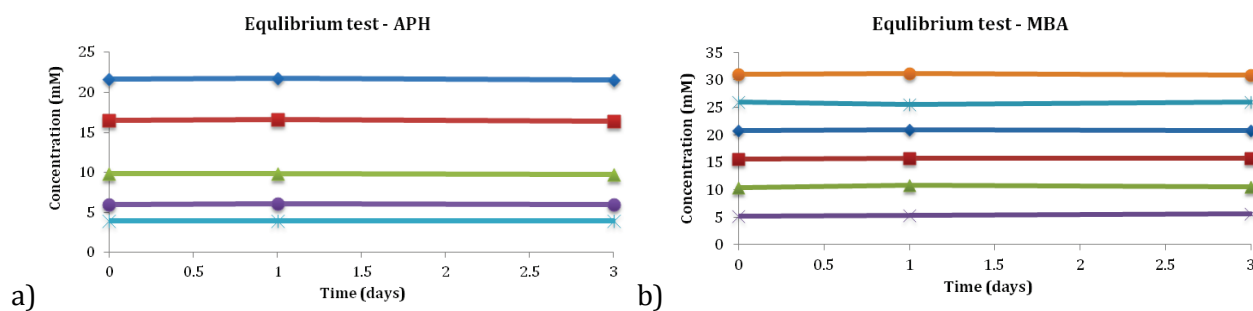 Equlibrium test - APH
25
20
15
10
5
0
Concentration (mM)
0 0.5 1 1.5 2 2.5 3
Time (days)
a)
Equlibrium test - MBA
35
30
25
20
15
10
5
0
Concentration (mM)
0 0.5 1 1.5 2 2.5 3
Time (days)
b)